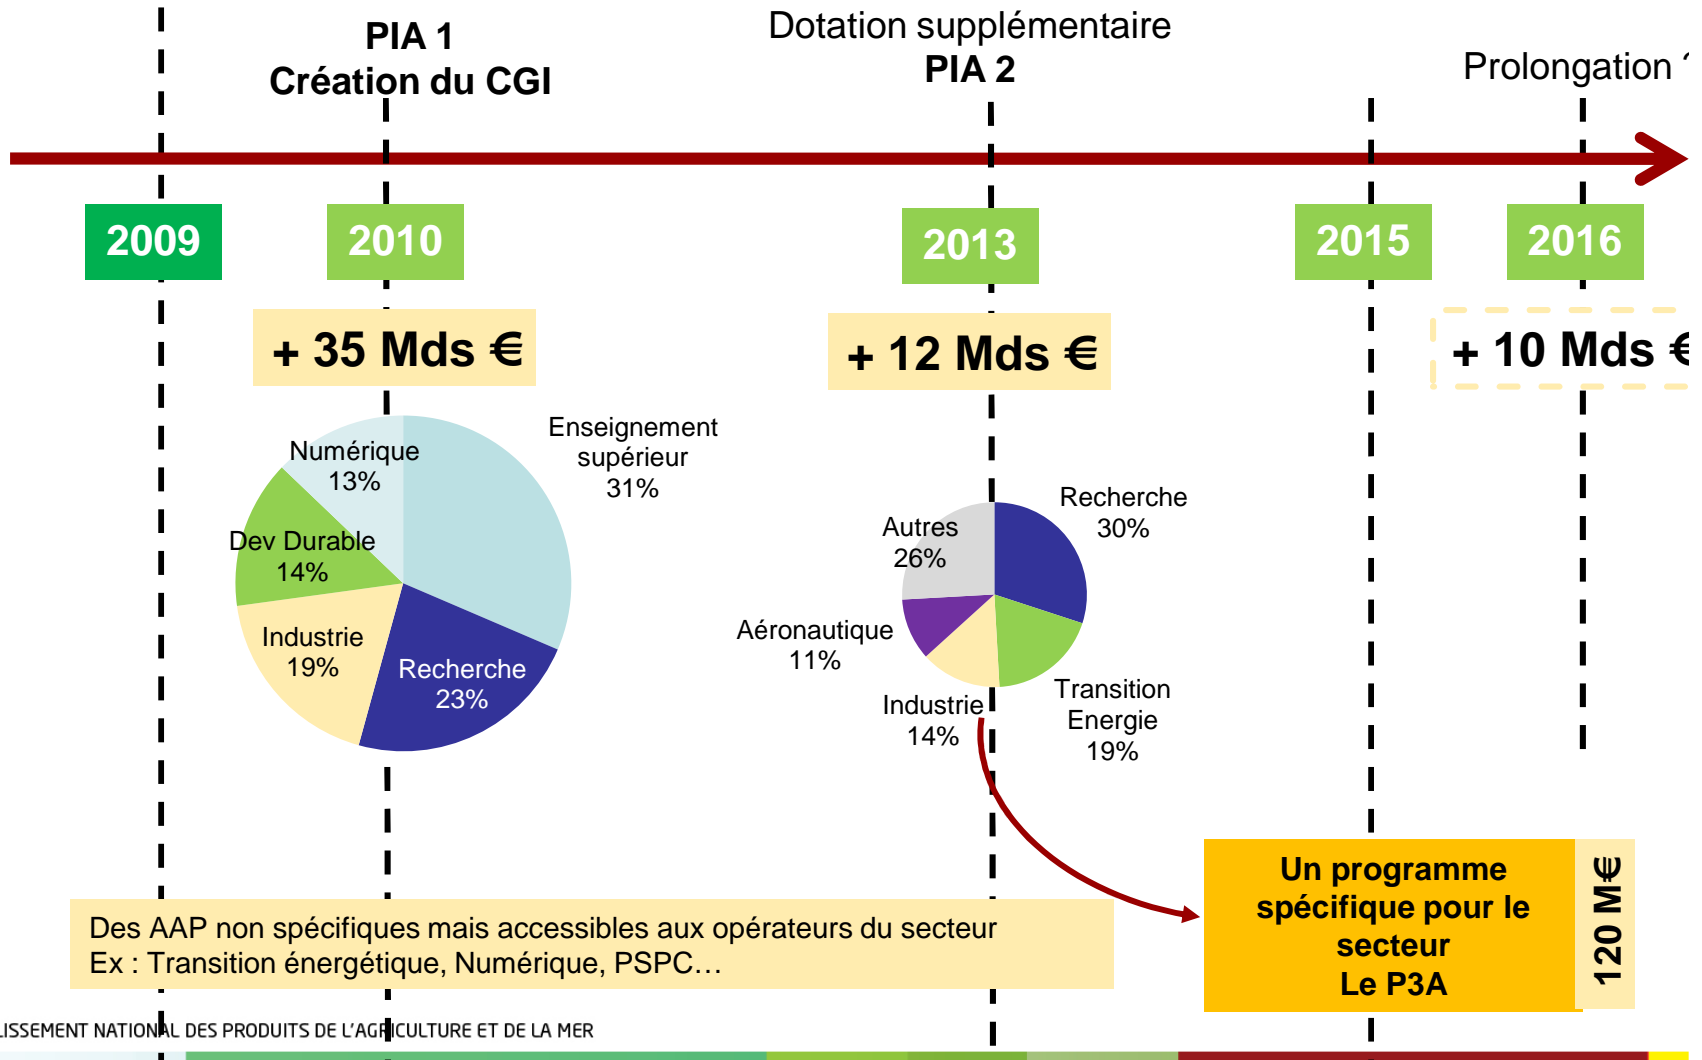 PIA 1
Création du CGI
Dotation supplémentaire
PIA 2
Prolongation ?
2009
2010
2013
2015
2016
+ 35 Mds €
+ 12 Mds €
+ 10 Mds €
Numérique
13%
Enseignement
supérieur
31%
Dev Durable
14%
Industrie
19%
Recherche
23%
Autres
26%
Recherche
30%
Aéronautique
11%
Industrie
14%
Transition
Energie
19%
Des AAP non spécifiques mais accessibles aux opérateurs du secteur
Ex : Transition énergétique, Numérique, PSPC…
Un programme
spécifique pour le
secteur
Le P3A
120 M€
LISSEMENT NATIONAL DES PRODUITS DE L'AGRICULTURE ET DE LA MER